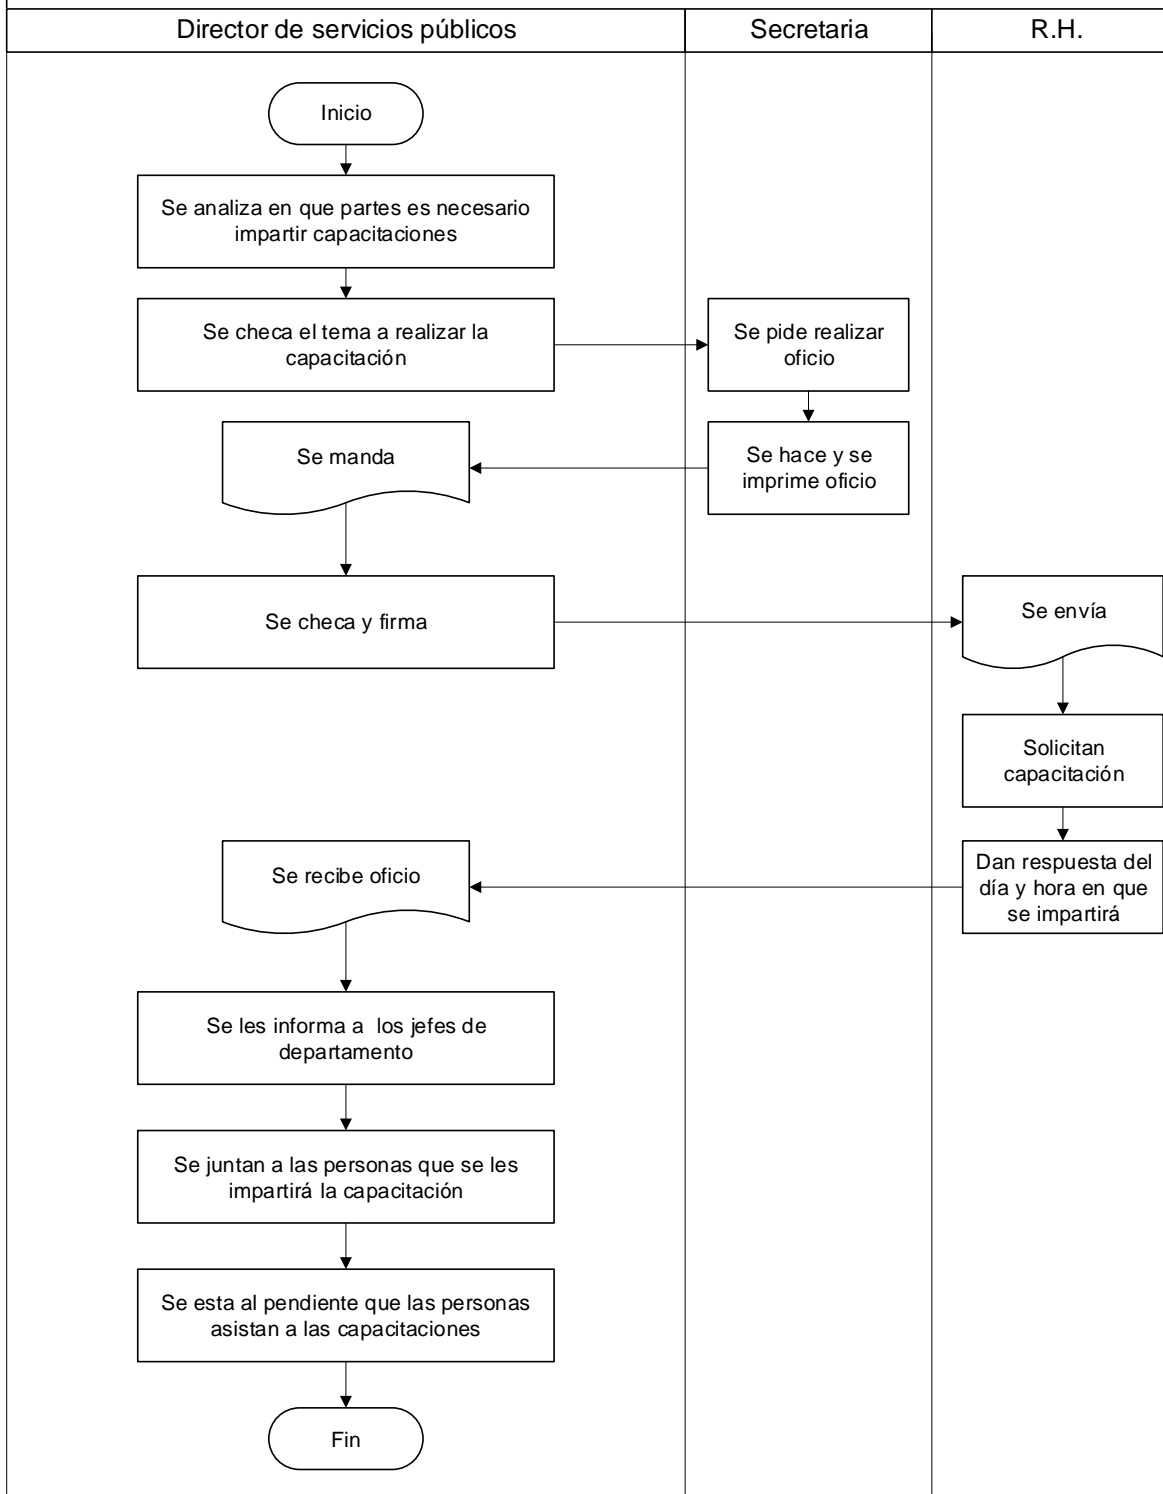 Director de servicios públicos
Secretaria
R.H.
Inicio
Se analiza en que partes es necesario
impartir capacitaciones
Se checa el tema a realizar la
capacitación
Se pide realizar
oficio
Se manda
Se hace y se
imprime oficio
Se checa y firma
Se envía
Solicitan
capacitación
Se recibe oficio
Dan respuesta del
día y hora en que
se impartirá
Se les informa a  los jefes de
departamento
Se juntan a las personas que se les
impartirá la capacitación
Se esta al pendiente que las personas
asistan a las capacitaciones
Fin